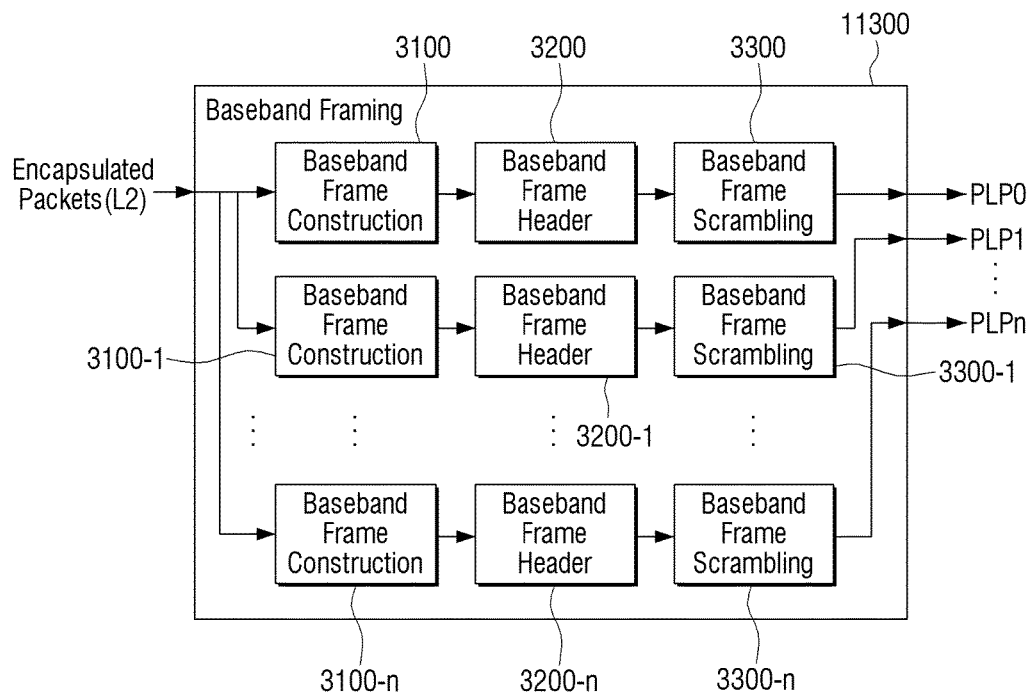 3100
3200
3300
11300
Baseband Framing
Encapsulated
Packets(L2)
Baseband
Frame
Construction
Baseband
Frame
Header
Baseband
Frame
Scrambling
PLP0
PLP1
PLPn
Baseband
Frame
Construction
Baseband
Frame
Header
Baseband
Frame
Scrambling
3100-1
3200-1
3300-1
Baseband
Frame
Construction
Baseband
Frame
Header
Baseband
Frame
Scrambling
3100-n
3200-n
3300-n